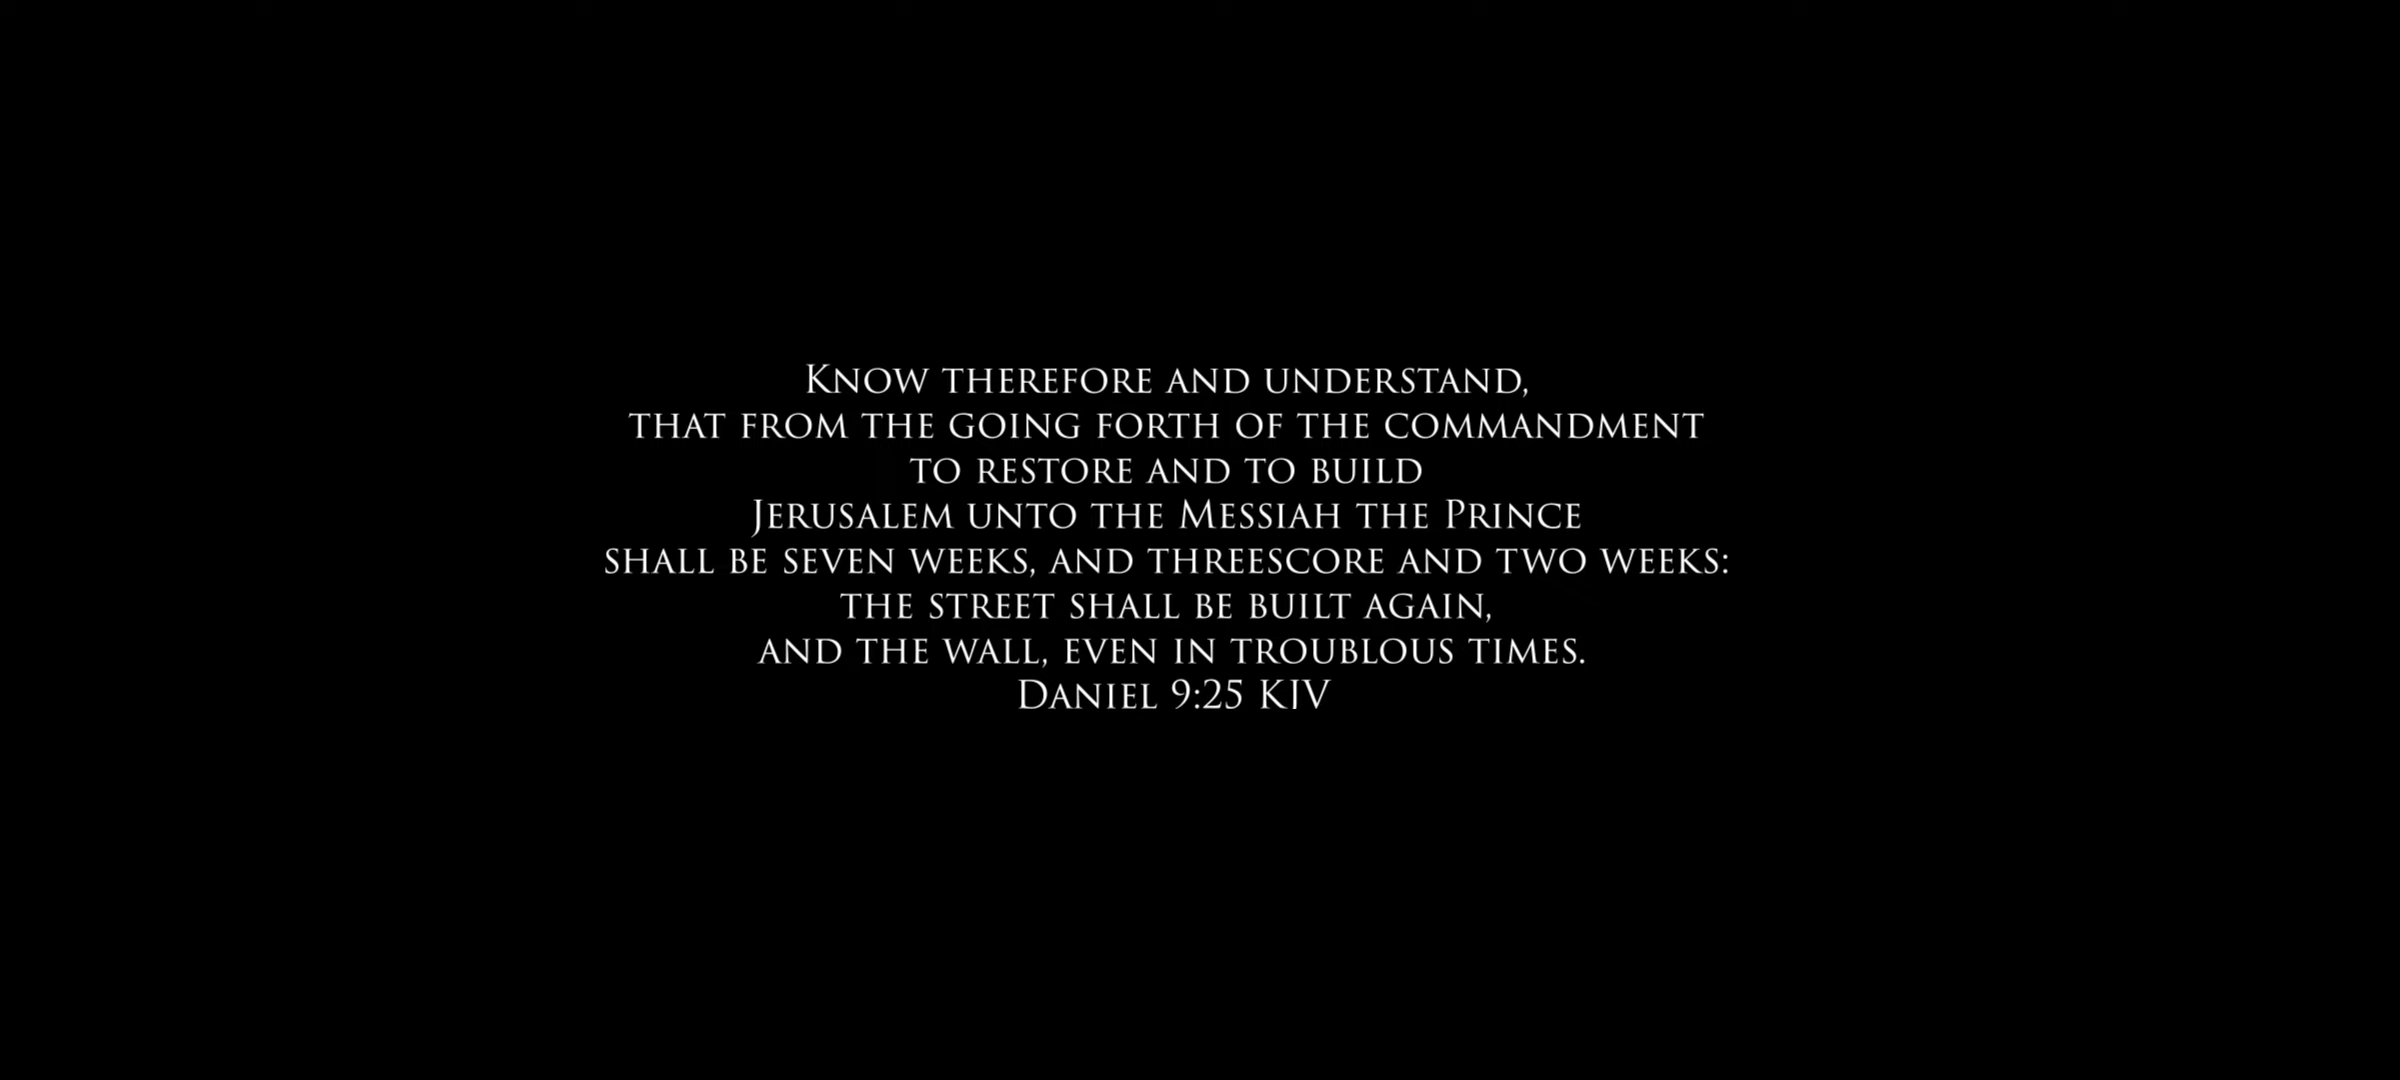 Know therefore and understand,
that from the going forth of the commandment
to restore and to build
Jerusalem unto the Messiah the Prince
shall be seven weeks, and threescore and two weeks:
the street shall be built again,
and the wall, even in troublous times.
Daniel 9:25 KJV